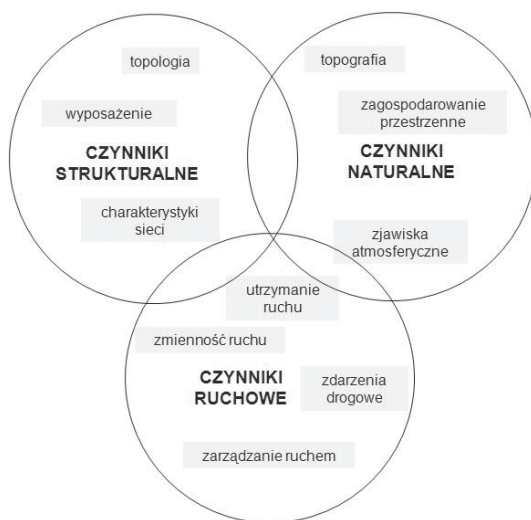 topologia
wyposażenie
CZYNNIKI
STRUKTURALNE
charakterystyki
sieci
topografia
zagospodarowanie
przestrzenne
CZYNNIKI
NATURALNE
zjawiska
atmosferyczne
utrzymanie
ruchu
zmienność ruchu
CZYNNIKI
RUCHOWE
zdarzenia
drogowe
zarządzanie ruchem